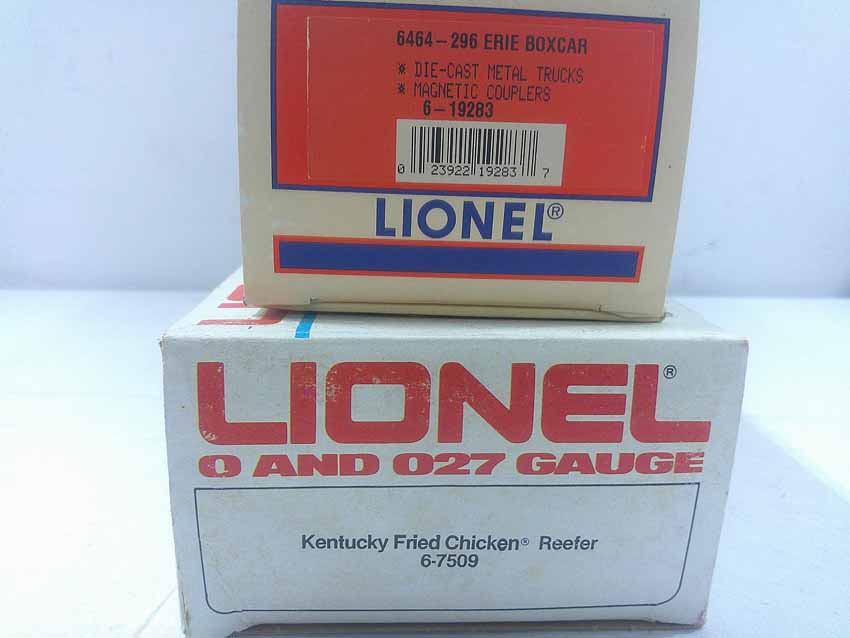 6464-296 ERIE BOXCAR
* DIE-CAST METAL TRUCKS
* MAGNETIC COUPLERS
6-19283
0 23922 19283 7
LIONEL®
LIONEL®
O AND O27 GAUGE
Kentucky Fried Chicken® Reefer
6-7509